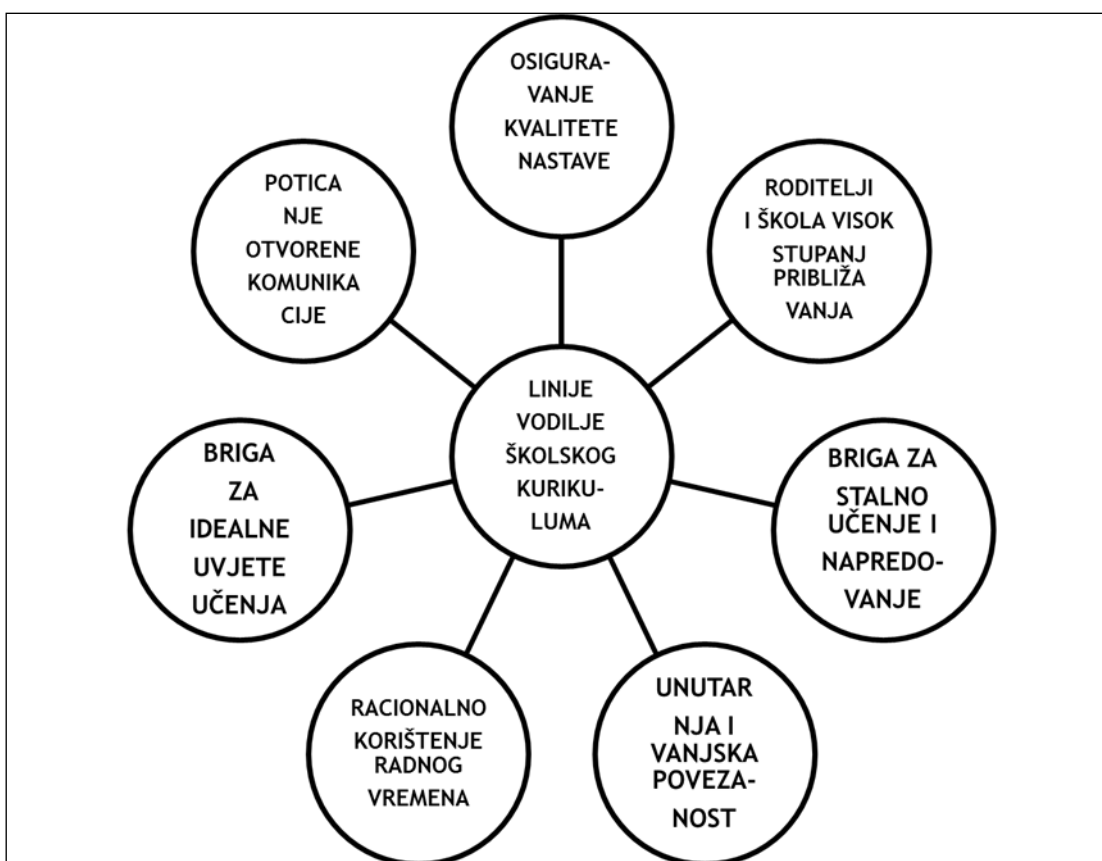 OSIGURA-
VANJE
KVALITETE
NASTAVE
RODITELJI
I ŠKOLA VISOK
STUPANJ
PRIBLIŽA
VANJA
BRIGA ZA
STALNO
UČENJE I
NAPREDO-
VANJE
UNUTAR
NJA I
VANJSKA
POVEZA-
NOST
RACIONALNO
KORIŠTENJE
RADNOG
VREMENA
BRIGA
ZA
IDEALNE
UVJETE
UČENJA
POTICA
NJE
OTVORENE
KOMUNIKA
CIJE
LINIJE
VODILJE
ŠKOLSKOG
KURIKU-
LUMA